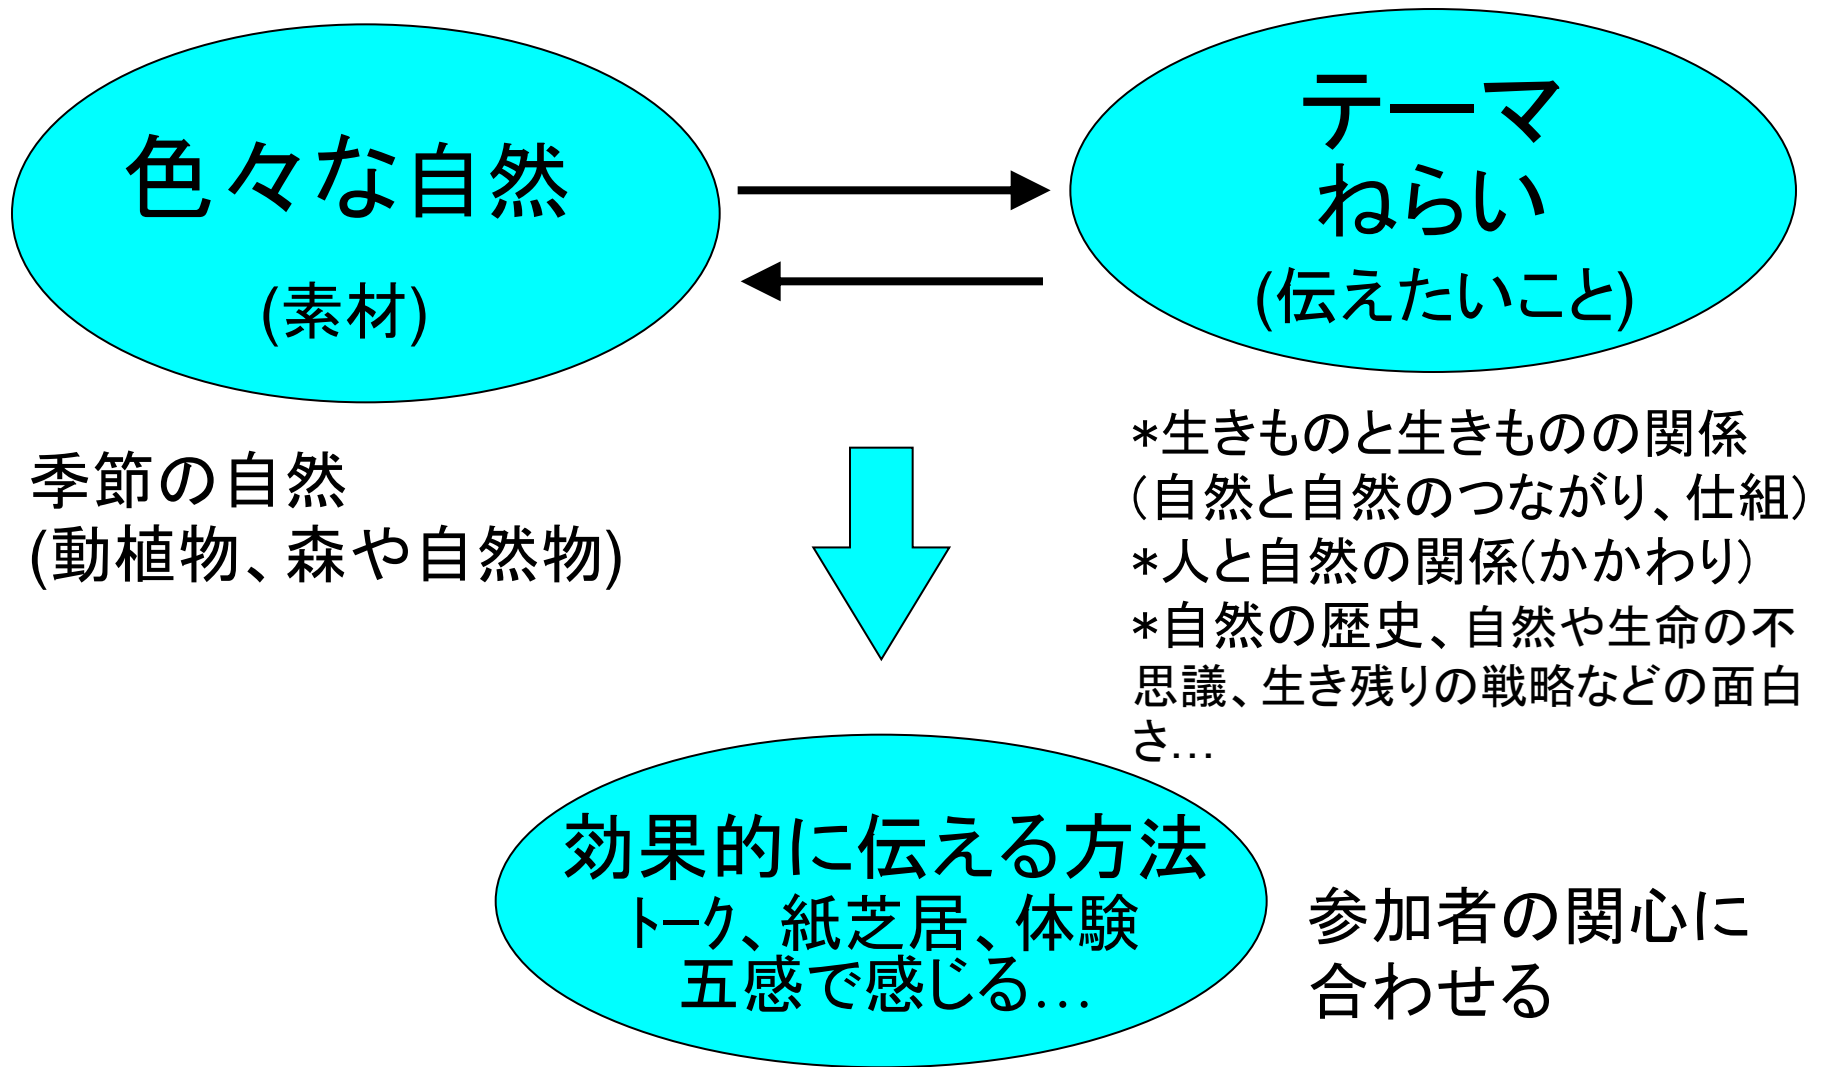 色々な自然
(素材)
テーマ
ねらい
(伝えたいこと)
季節の自然
(動植物、森や自然物)
*生きものと生きものの関係
(自然と自然のつながり、仕組)
*人と自然の関係(かかわり)
*自然の歴史、自然や生命の不
思議、生き残りの戦略などの面白
さ…
効果的に伝える方法
ﾄｰｸ、紙芝居、体験
五感で感じる…
参加者の関心に
合わせる